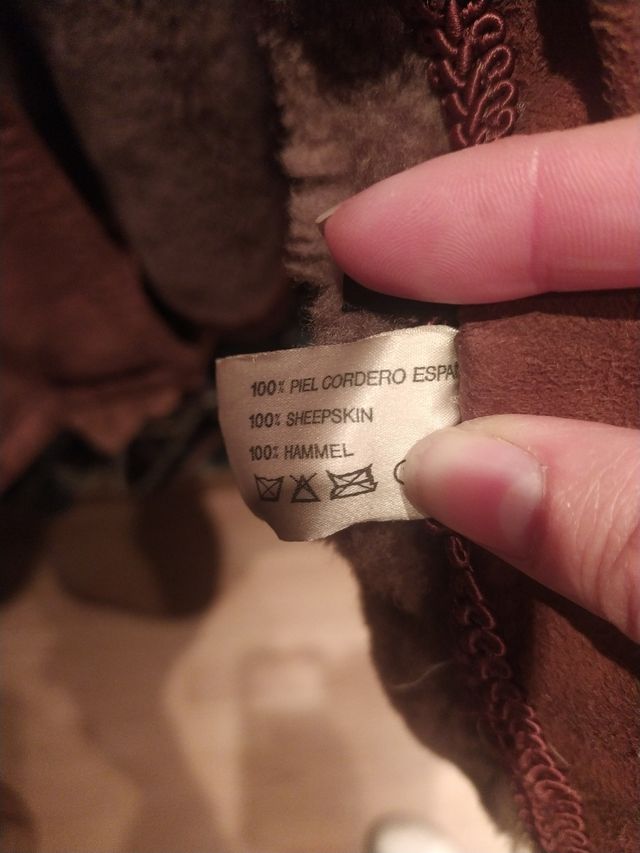 100% PIEL CORDERO ESPA
100% SHEEPSKIN
100% HAMMEL